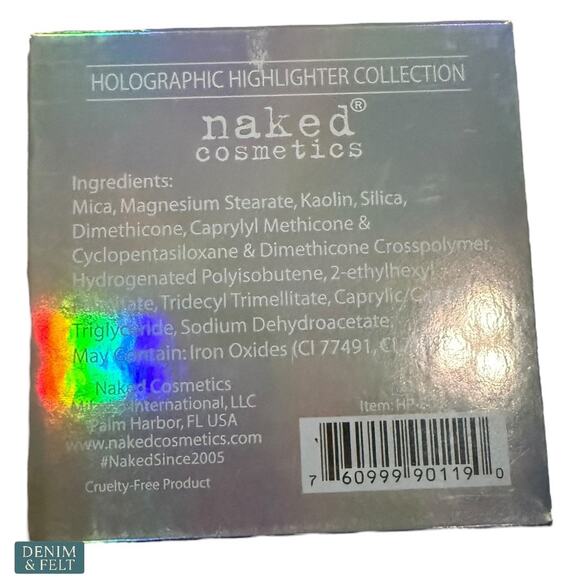 HOLOGRAPHIC HIGHLIGHTER COLLECTION
naked®
cosmetics
Ingredients:
Mica, Magnesium Stearate, Kaolin, Silica,
Dimethicone, Caprylyl Methicone &
Cyclopentasiloxane & Dimethicone Crosspolymer,
Hydrogenated Polyisobutene, 2-ethylhexyl
Tridecyl Trimellitate,
Triglyceride, Sodium Dehydroacetate,
May Contain: Iron Oxides (CI 77491,
Naked Cosmetics
International, LLC
Palm Harbor, FL USA
www.nakedcosmetics.com
#NakedSince2005
Cruelty-Free Product
Item:
7 60999 90119 0
DENIM
& FELT